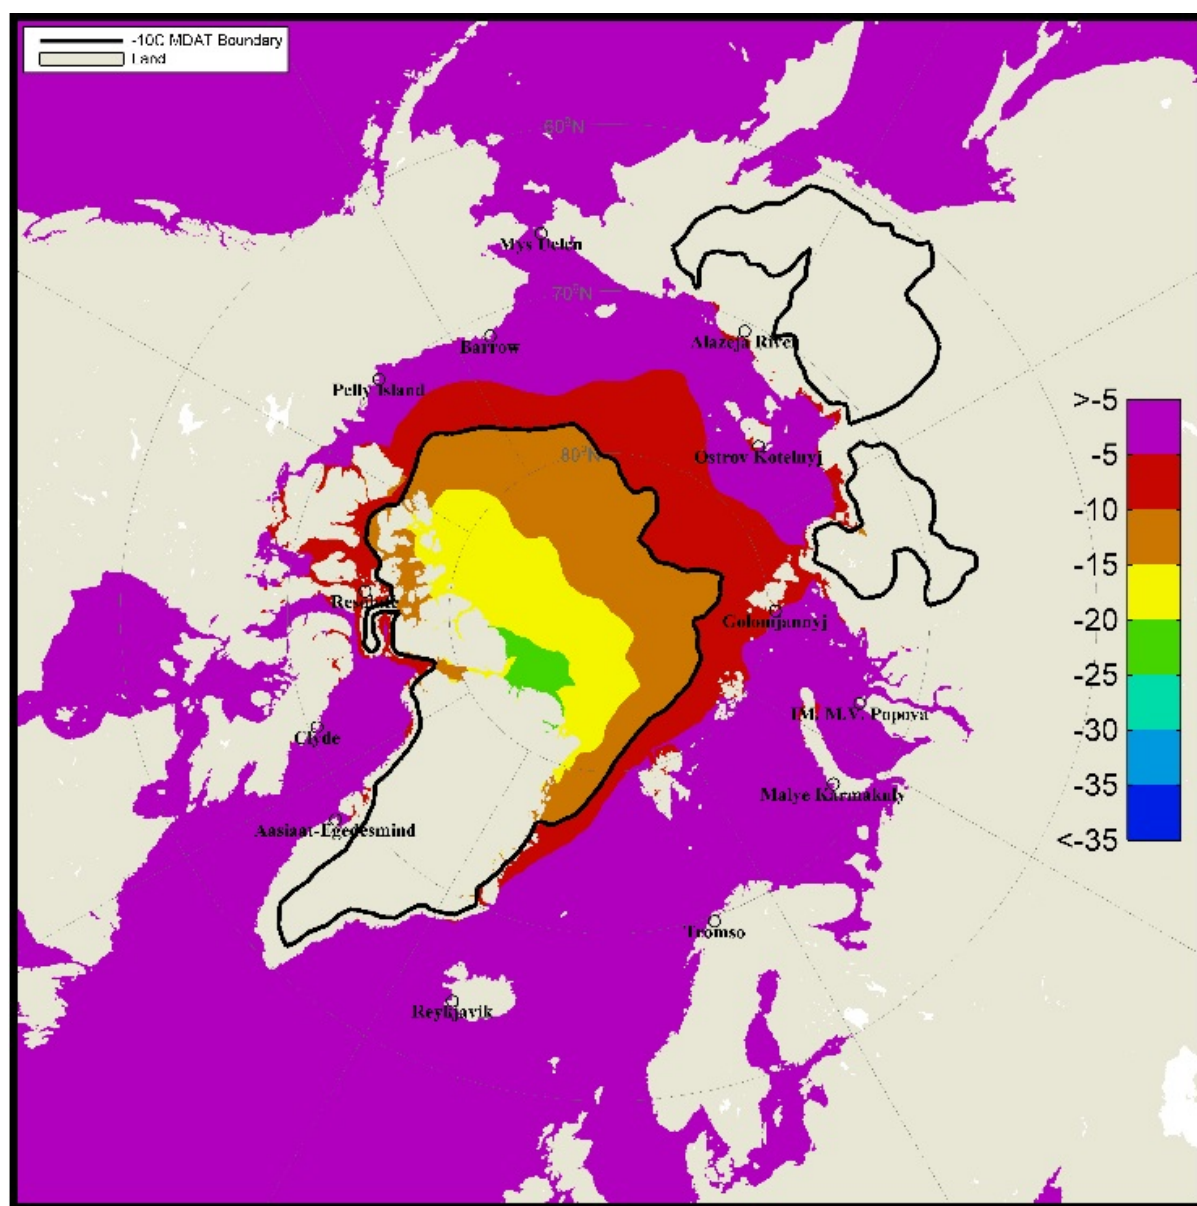 -10C MDAT Boundary
Land
60°N
Mys Uelen
70°N
Barrow
Alazeja River
Pelly Island
80°N
Ostrov Kotelnyj
Resolute
Golomjannyj
Clyde
IM. M.V. Popova
Malye Karmakuly
Aasiaat-Egedesmind
Tromso
Reykjavik
>-5
-5
-10
-15
-20
-25
-30
-35
<-35